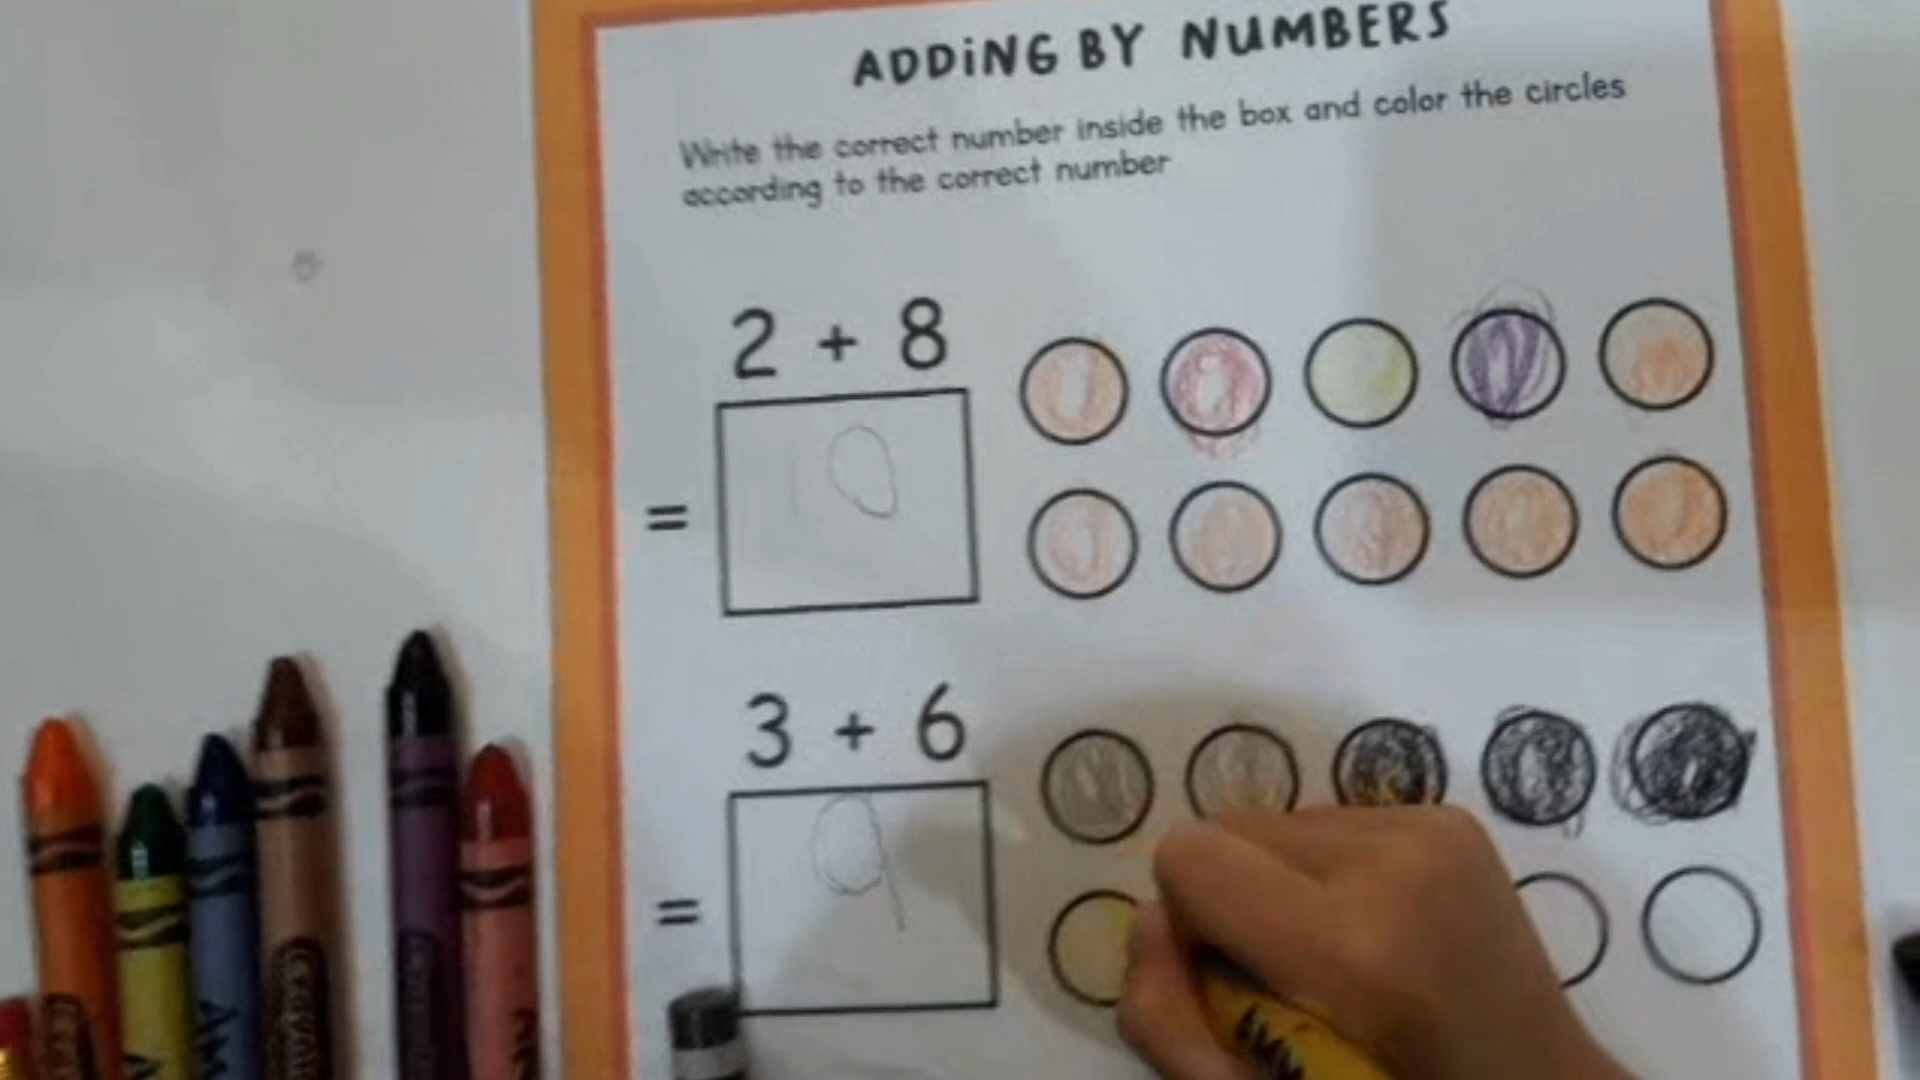 ADDiNG BY NUMBERS
Write the correct number inside the box and color the circles
according to the correct number
2 + 8
= 10
3 + 6
= 9